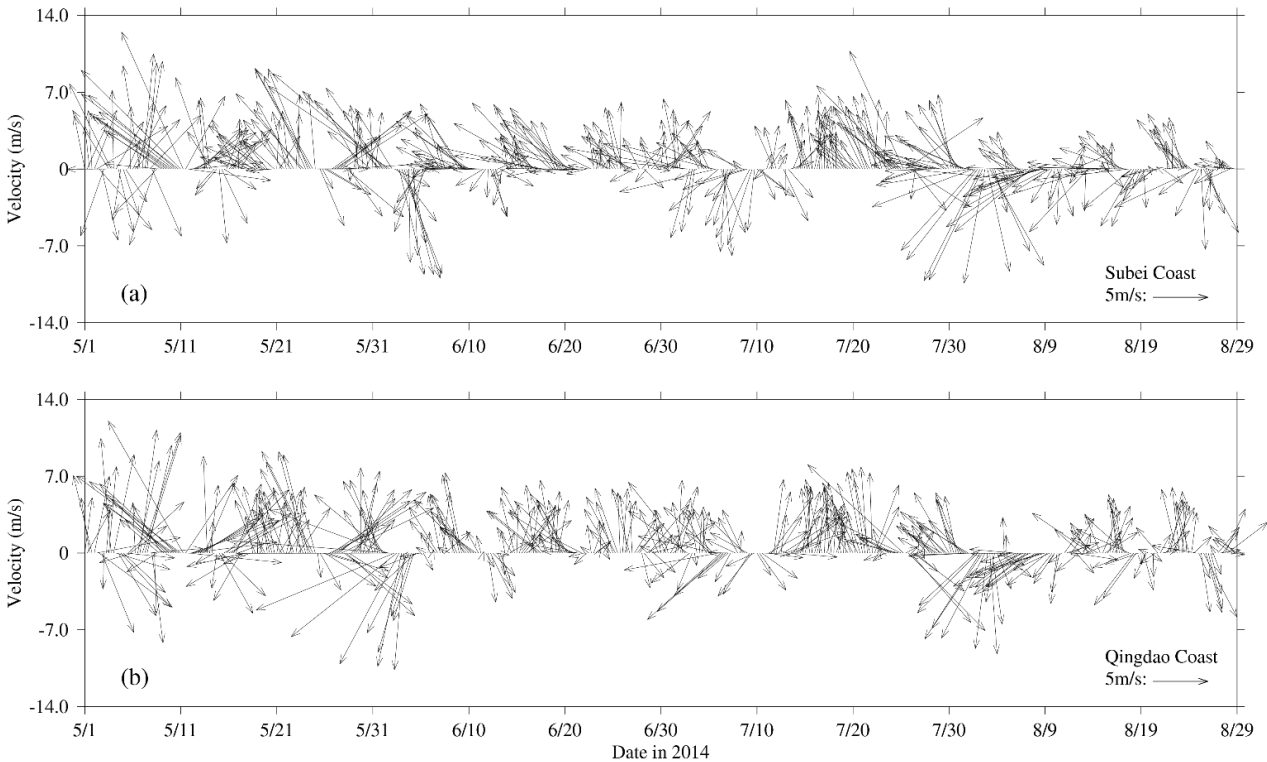 14.0
7.0
0
-7.0
-14.0
Velocity (m/s)
(a)
Subei Coast
5m/s:
5/1 5/11 5/21 5/31 6/10 6/20 6/30 7/10 7/20 7/30 8/9 8/19 8/29
14.0
7.0
0
-7.0
-14.0
Velocity (m/s)
(b)
Qingdao Coast
5m/s:
5/1 5/11 5/21 5/31 6/10 6/20 6/30 7/10 7/20 7/30 8/9 8/19 8/29
Date in 2014